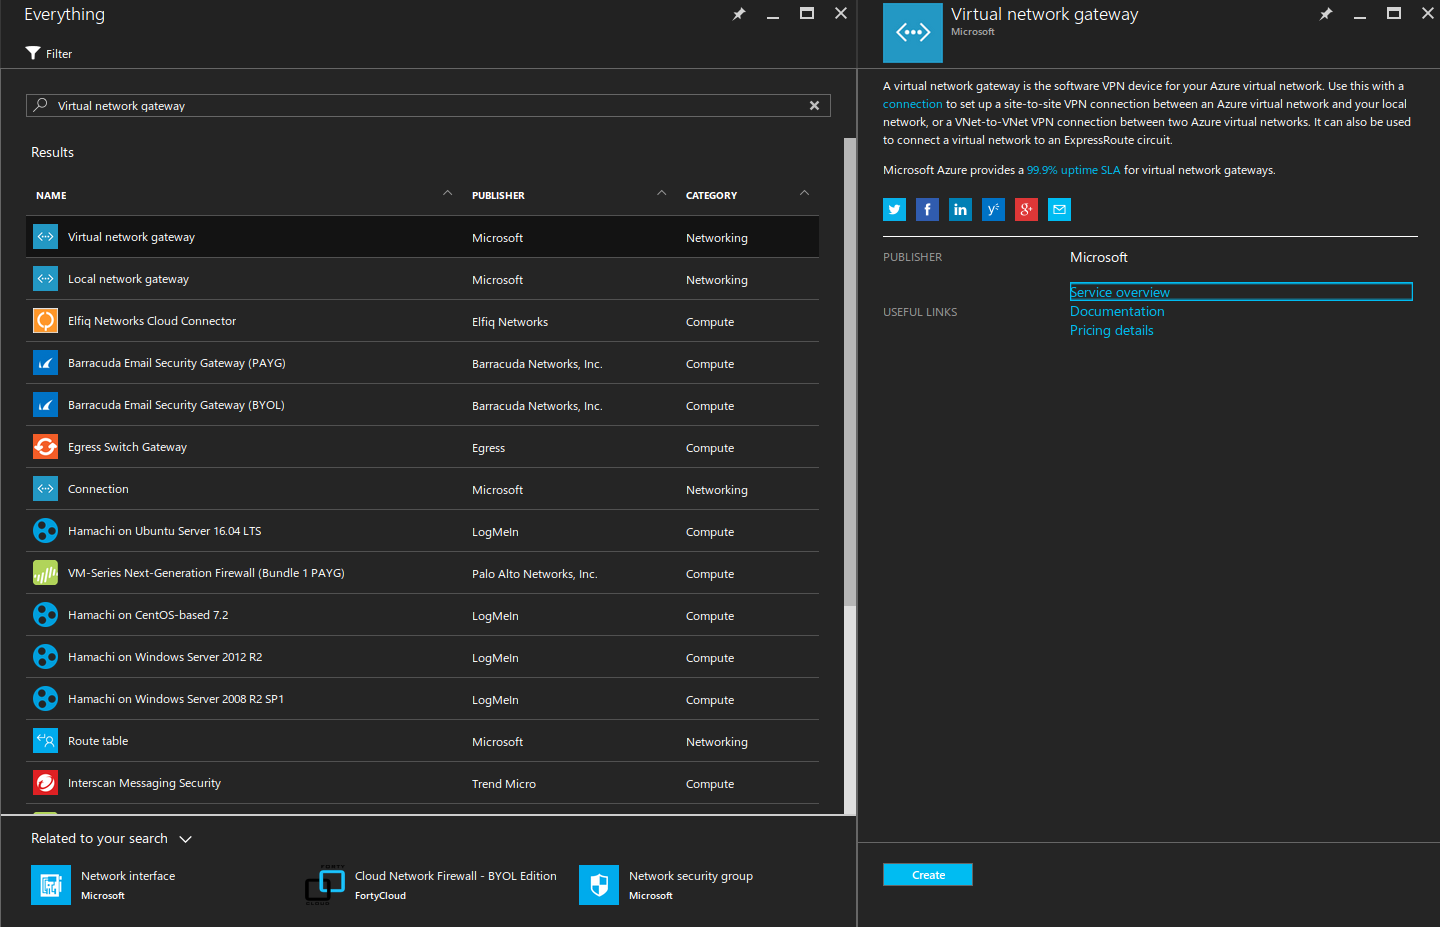 Everything
Filter
Virtual network gateway
Results
NAME PUBLISHER CATEGORY
Virtual network gateway Microsoft Networking
Local network gateway Microsoft Networking
Elfiq Networks Cloud Connector Elfiq Networks Compute
Barracuda Email Security Gateway (PAYG) Barracuda Networks, Inc. Compute
Barracuda Email Security Gateway (BYOL) Barracuda Networks, Inc. Compute
Egress Switch Gateway Egress Compute
Connection Microsoft Networking
Hamachi on Ubuntu Server 16.04 LTS LogMeIn Compute
VM-Series Next-Generation Firewall (Bundle 1 PAYG) Palo Alto Networks, Inc. Compute
Hamachi on CentOS-based 7.2 LogMeIn Compute
Hamachi on Windows Server 2012 R2 LogMeIn Compute
Hamachi on Windows Server 2008 R2 SP1 LogMeIn Compute
Route table Microsoft Networking
Interscan Messaging Security Trend Micro Compute
Related to your search
Network interface
Microsoft
FORTY
CLOUD
Cloud Network Firewall - BYOL Edition
FortyCloud
Network security group
Microsoft
Virtual network gateway
Microsoft
A virtual network gateway is the software VPN device for your Azure virtual network. Use this with a
connection to set up a site-to-site VPN connection between an Azure virtual network and your local
network, or a VNet-to-VNet VPN connection between two Azure virtual networks. It can also be used
to connect a virtual network to an ExpressRoute circuit.
Microsoft Azure provides a 99.9% uptime SLA for virtual network gateways.
PUBLISHER Microsoft
Service overview
USEFUL LINKS Documentation
Pricing details
Create